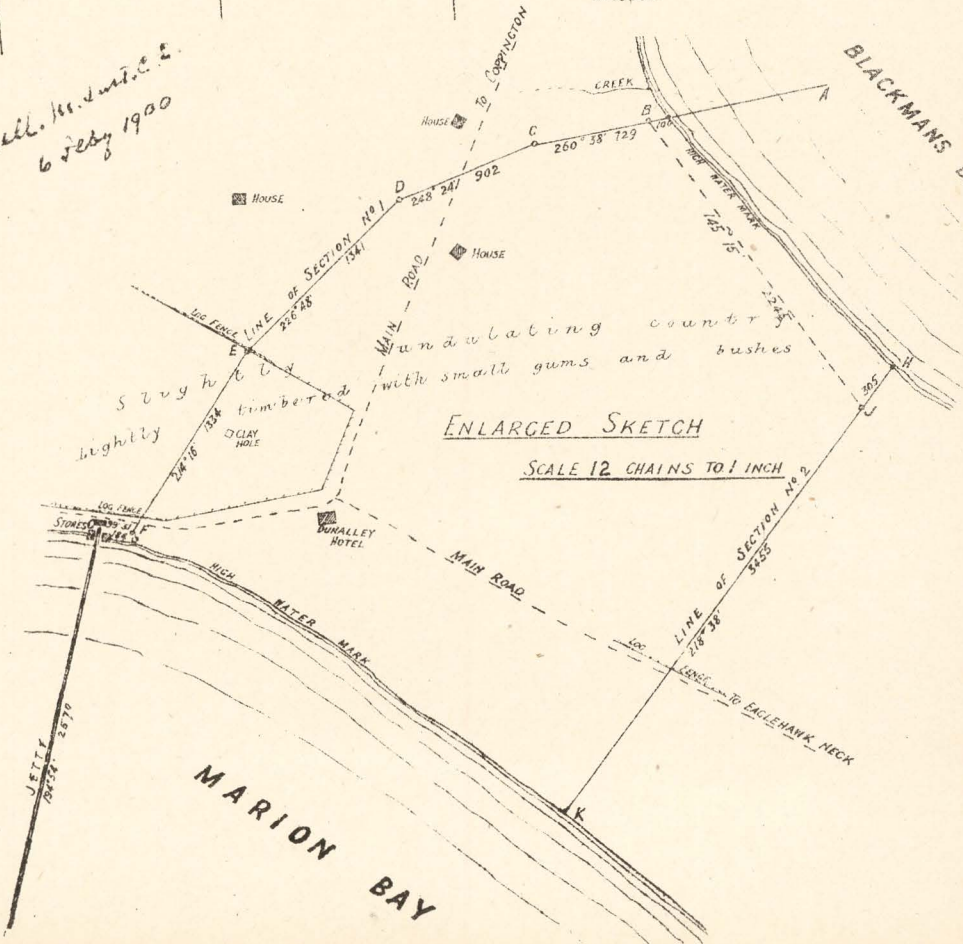 6 Feby 1900
BLACKMANS
TO COPPINGTON
CREEK
A
HOUSE
B
100
C
260° 38' 729
HIGH WATER MARK
D
248° 24' 902
HOUSE
HOUSE
LINE OF SECTION No 1
1341
226° 48'
MAIN ROAD
145° 15'
2245
LOG FENCE
E
Slightly undulating country
lightly timbered with small gums and bushes
H
305
J
CLAY HOLE
1334
214° 16'
ENLARGED SKETCH
SCALE 12 CHAINS TO 1 INCH
LOG FENCE
STORES
F
DUNALLEY HOTEL
MAIN ROAD
LINE OF SECTION No. 2
3455
218° 38'
HIGH WATER MARK
LOG FENCE
TO EAGLEHAWK NECK
JETTY
2570
194° 54'
K
MARION BAY